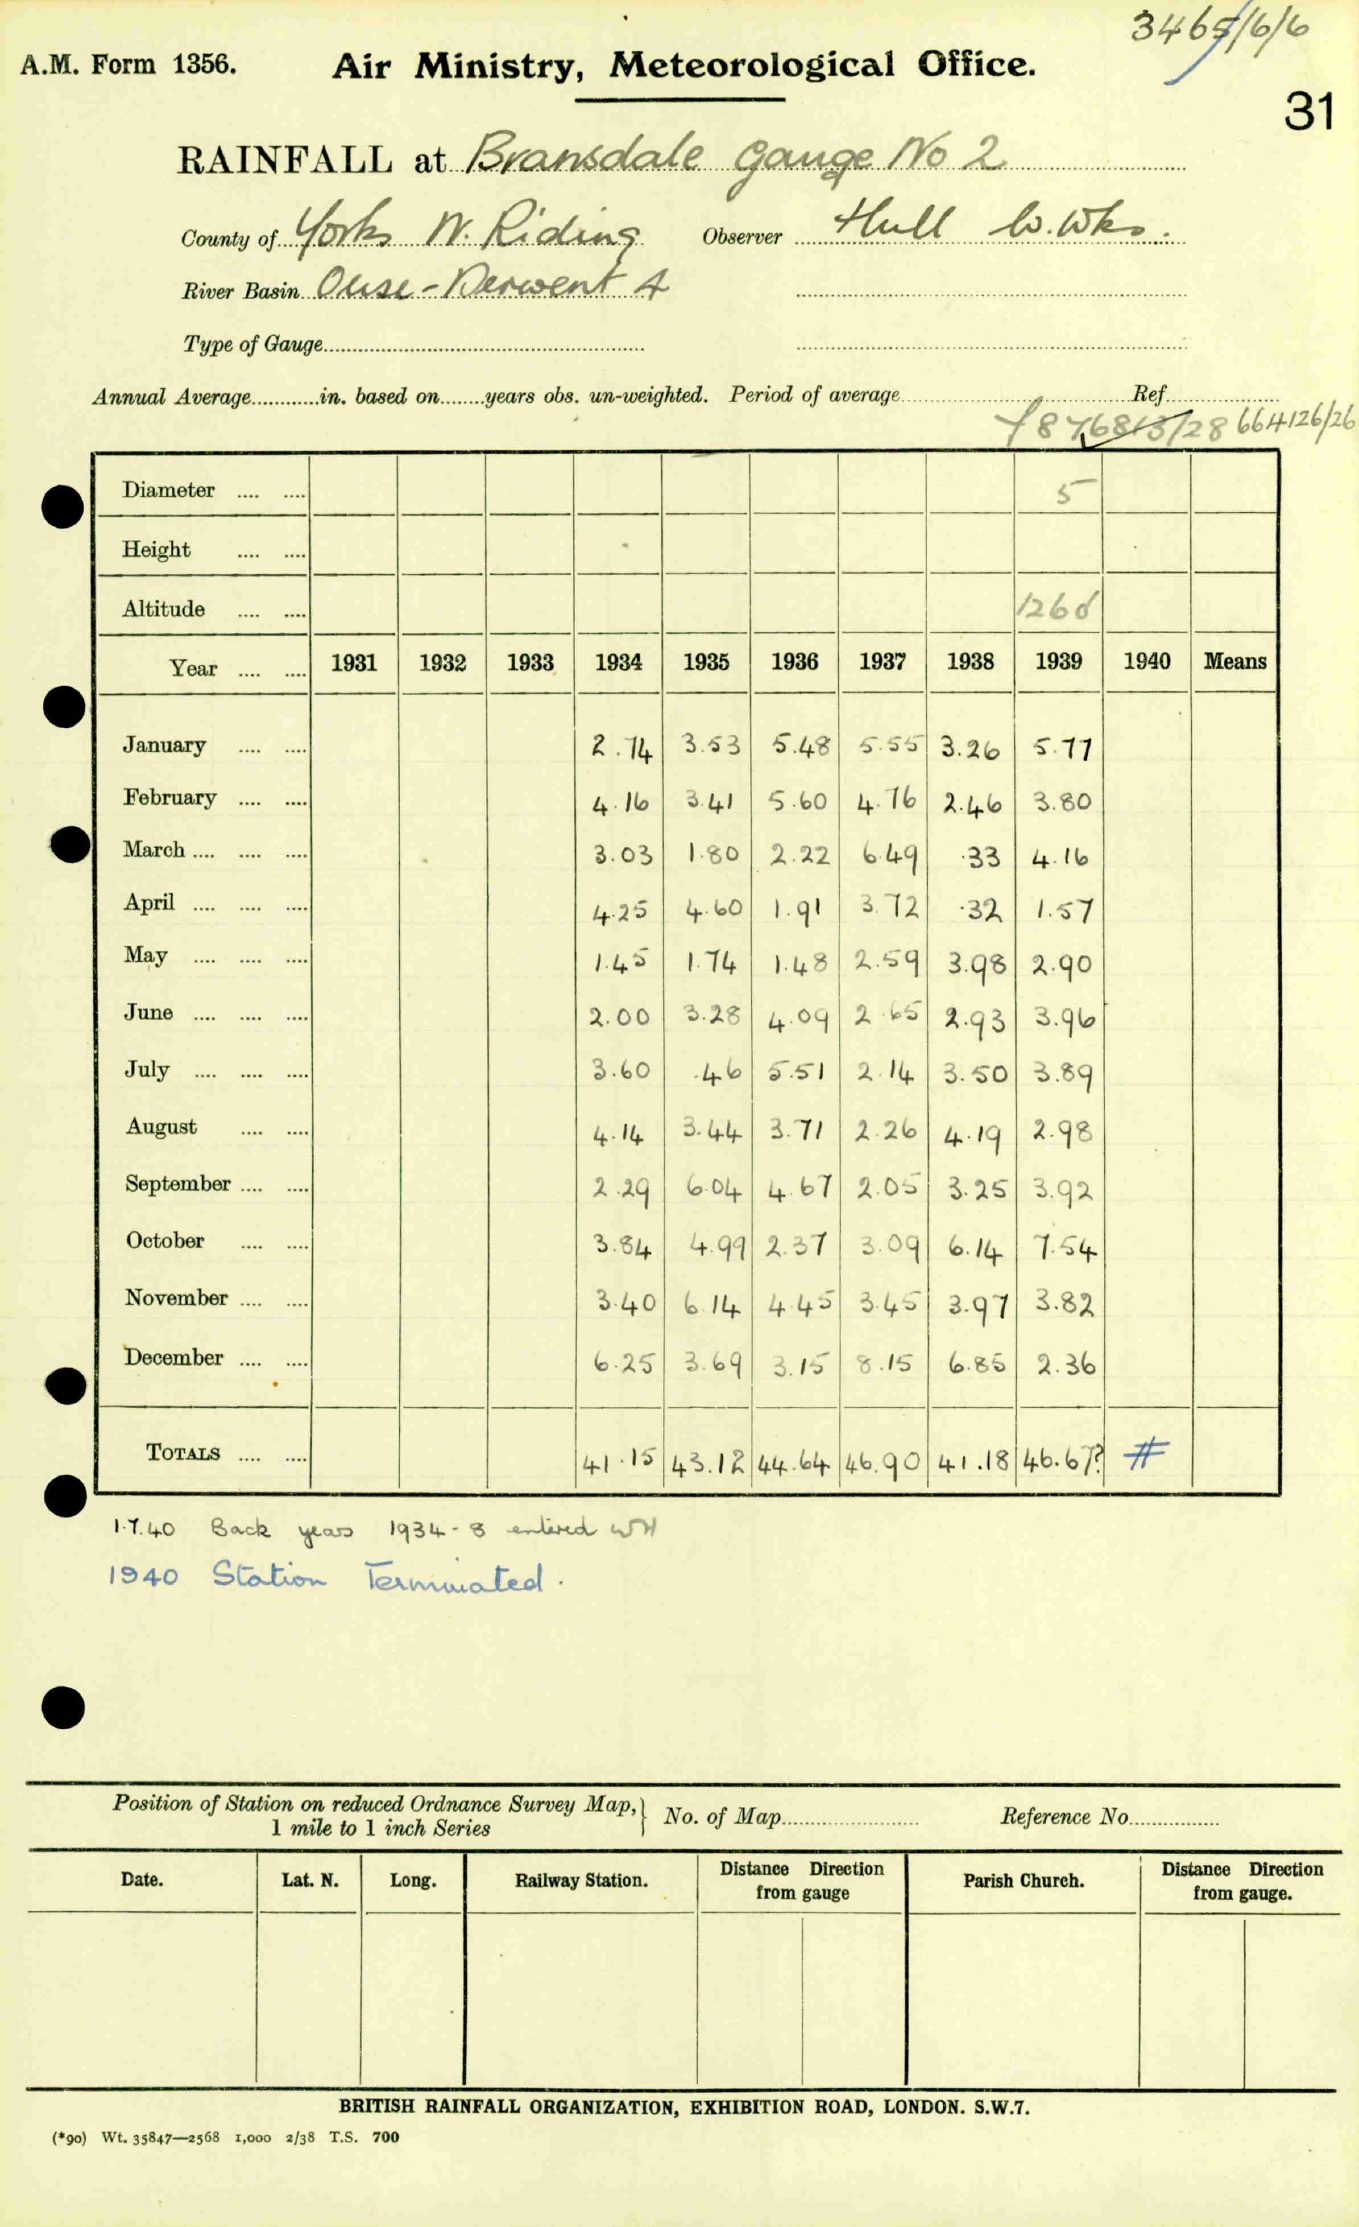 3465/6/6
A.M. Form 1356. Air Ministry, Meteorological Office.
31
RAINFALL at Bransdale Gauge No 2
County of Yorks N. Riding Observer Hull W. Wks.
River Basin Ouse-Derwent 4
Type of Gauge
Annual Average in. based on years obs. un-weighted. Period of average Ref.
664126/26
Diameter 5
Height
Altitude 1260
Year 1931 1932 1933 1934 1935 1936 1937 1938 1939 1940 Means
January 2.74 3.53 5.48 5.55 3.26 5.77
February 4.16 3.41 5.60 4.76 2.46 3.80
March 3.03 1.80 2.22 6.49 .33 4.16
April 4.25 4.60 1.91 3.72 .32 1.57
May 1.45 1.74 1.48 2.59 3.98 2.90
June 2.00 3.28 4.09 2.65 2.93 3.96
July 3.60 .46 5.51 2.14 3.50 3.89
August 4.14 3.44 3.71 2.26 4.19 2.98
September 2.29 6.04 4.67 2.05 3.25 3.92
October 3.84 4.99 2.37 3.09 6.14 7.54
November 3.40 6.14 4.45 3.45 3.97 3.82
December 6.25 3.69 3.15 8.15 6.85 2.36
TOTALS 41.15 43.12 44.64 46.90 41.18 46.67? #
1.7.40 Back years 1934-8 entered WH
1940 Station Terminated.
Position of Station on reduced Ordnance Survey Map, } No. of Map Reference No.
1 mile to 1 inch Series
Date. Lat. N. Long. Railway Station. Distance Direction from gauge Parish Church. Distance Direction from gauge.
BRITISH RAINFALL ORGANIZATION, EXHIBITION ROAD, LONDON. S.W.7.
(*90) Wt. 35847—2568 1,000 2/38 T.S. 700